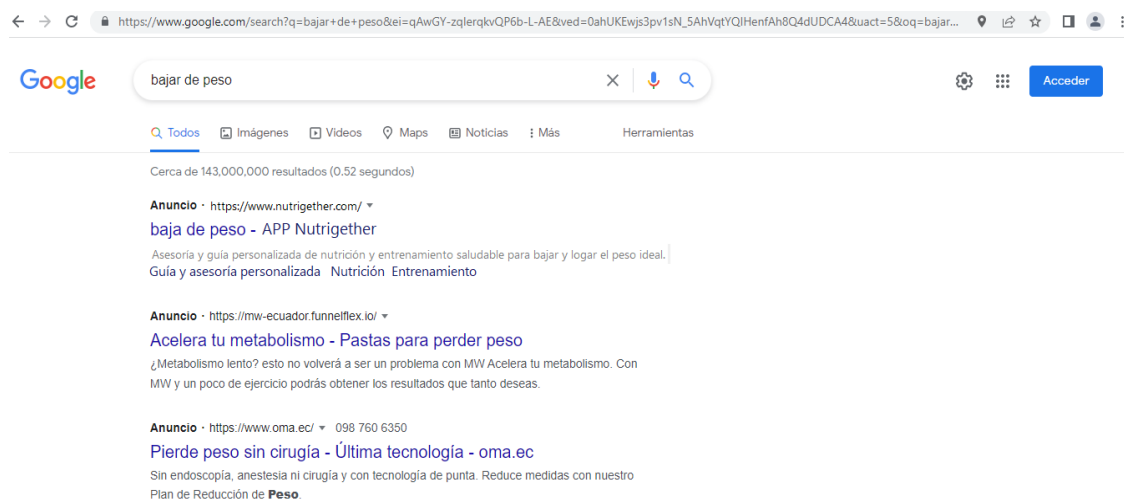 https://www.google.com/search?q=bajar+de+peso&ei=qAwGY-zqIerqkvQP6b-L-AE&ved=0ahUKEwjs3pv1sN_5AhVqtYQIHenfAh8Q4dUDCA4&uact=5&oq=bajar...
Google
bajar de peso
Acceder
Todos Imágenes Videos Maps Noticias Más Herramientas
Cerca de 143,000,000 resultados (0.52 segundos)
Anuncio · https://www.nutrigether.com/
baja de peso - APP Nutrigether
Asesoría y guía personalizada de nutrición y entrenamiento saludable para bajar y logar el peso ideal.
Guía y asesoría personalizada Nutrición Entrenamiento
Anuncio · https://mw-ecuador.funnelflex.io/
Acelera tu metabolismo - Pastas para perder peso
¿Metabolismo lento? esto no volverá a ser un problema con MW Acelera tu metabolismo. Con
MW y un poco de ejercicio podrás obtener los resultados que tanto deseas.
Anuncio · https://www.oma.ec/ 098 760 6350
Pierde peso sin cirugía - Última tecnología - oma.ec
Sin endoscopía, anestesia ni cirugía y con tecnología de punta. Reduce medidas con nuestro
Plan de Reducción de Peso.